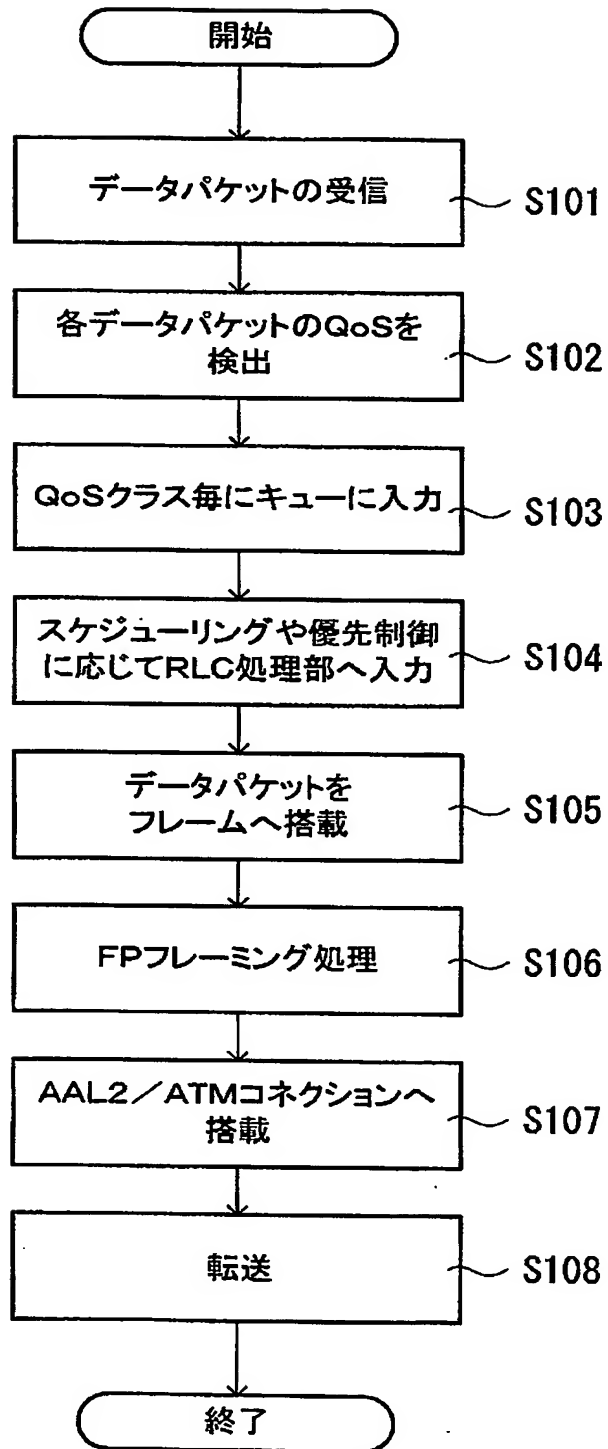 開始
データパケットの受信
S101
各データパケットのQoSを
検出
S102
QoSクラス毎にキューに入力
S103
スケジューリングや優先制御
に応じてRLC処理部へ入力
S104
データパケットを
フレームへ搭載
S105
FPフレーミング処理
S106
AAL2／ATMコネクションへ
搭載
S107
転送
S108
終了